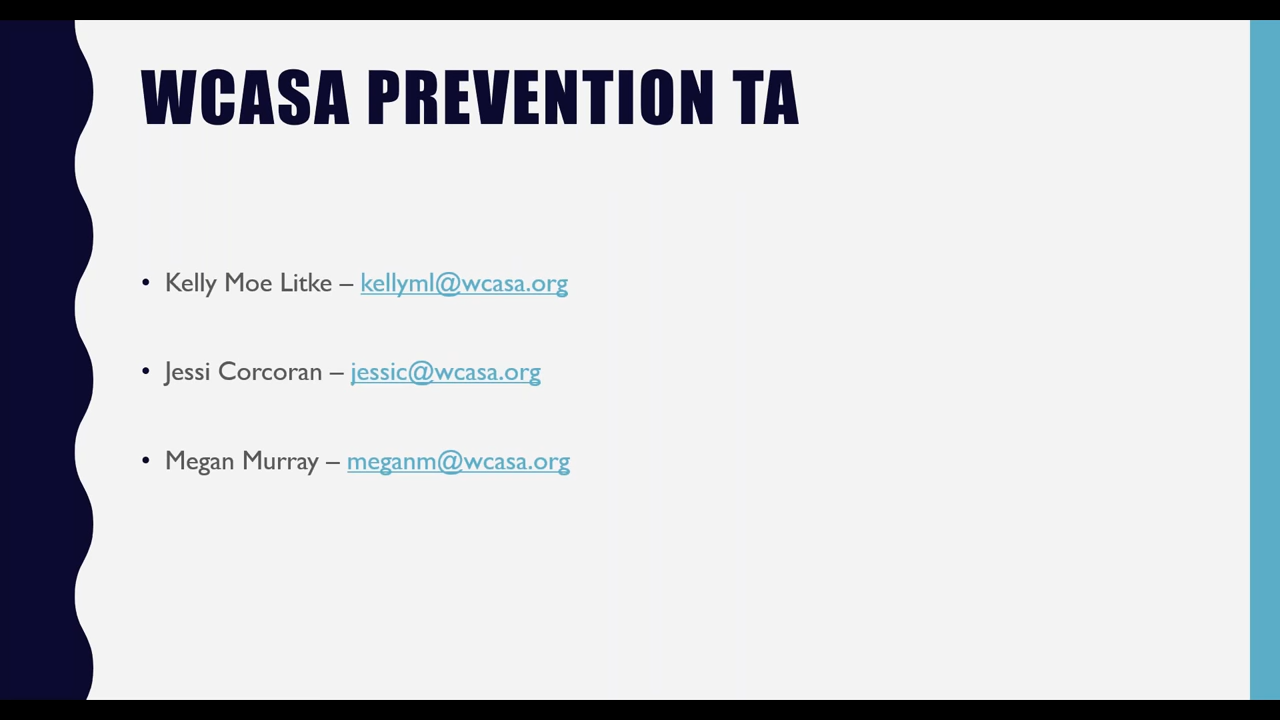 WCASA PREVENTION TA
• Kelly Moe Litke – kellyml@wcasa.org
• Jessi Corcoran – jessic@wcasa.org
• Megan Murray – meganm@wcasa.org